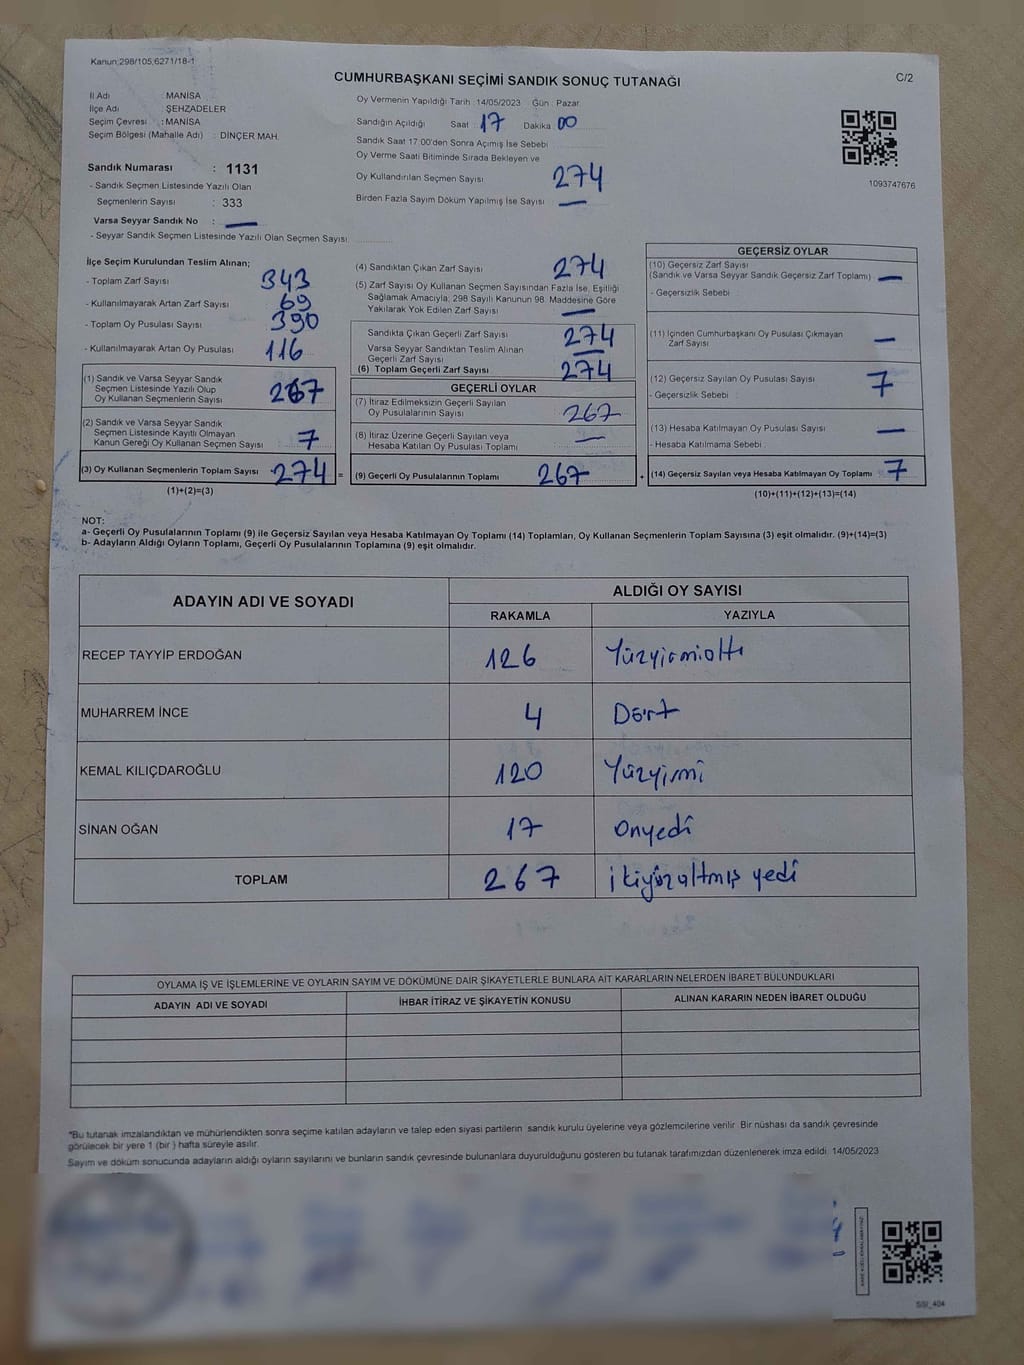 Kanun;298/105,6271/18-1
CUMHURBAŞKANI SEÇİMİ SANDIK SONUÇ TUTANAĞI
C/2
İl Adı : MANİSA
İlçe Adı : ŞEHZADELER
Seçim Çevresi : MANİSA
Seçim Bölgesi (Mahalle Adı) : DİNÇER MAH.
Sandık Numarası : 1131
- Sandık Seçmen Listesinde Yazılı Olan
Seçmenlerin Sayısı : 333
Varsa Seyyar Sandık No : —
- Seyyar Sandık Seçmen Listesinde Yazılı Olan Seçmen Sayısı:
Oy Vermenin Yapıldığı Tarih : 14/05/2023 Gün : Pazar
Sandığın Açıldığı Saat : 17 Dakika : 00
Sandık Saat 17:00'den Sonra Açımış İse Sebebi
Oy Verme Saati Bitiminde Sırada Bekleyen ve
Oy Kullandırılan Seçmen Sayısı 274
Birden Fazla Sayım Döküm Yapılmış İse Sayısı —
1093747676
İlçe Seçim Kurulundan Teslim Alınan;
- Toplam Zarf Sayısı 343
- Kullanılmayarak Artan Zarf Sayısı 69
- Toplam Oy Pusulası Sayısı 390
- Kullanılmayarak Artan Oy Pusulası 116
(1) Sandık ve Varsa Seyyar Sandık
Seçmen Listesinde Yazılı Olup
Oy Kullanan Seçmenlerin Sayısı 267
(2) Sandık ve Varsa Seyyar Sandık
Seçmen Listesinde Kayıtlı Olmayan
Kanun Gereği Oy Kullanan Seçmen Sayısı 7
(3) Oy Kullanan Seçmenlerin Toplam Sayısı 274 =
(1)+(2)=(3)
(4) Sandıktan Çıkan Zarf Sayısı 274
(5) Zarf Sayısı Oy Kullanan Seçmen Sayısından Fazla İse, Eşitliği
Sağlamak Amacıyla, 298 Sayılı Kanunun 98. Maddesine Göre
Yakılarak Yok Edilen Zarf Sayısı —
Sandıkta Çıkan Geçerli Zarf Sayısı 274
Varsa Seyyar Sandıktan Teslim Alınan
Geçerli Zarf Sayısı —
(6) Toplam Geçerli Zarf Sayısı 274
GEÇERLİ OYLAR
(7) İtiraz Edilmeksizin Geçerli Sayılan
Oy Pusulalarının Sayısı 267
(8) İtiraz Üzerine Geçerli Sayılan veya
Hesaba Katılan Oy Pusulası Toplamı —
(9) Geçerli Oy Pusulalarının Toplamı 267 +
GEÇERSİZ OYLAR
(10) Geçersiz Zarf Sayısı
(Sandık ve Varsa Seyyar Sandık Geçersiz Zarf Toplamı) —
- Geçersizlik Sebebi :
(11) İçinden Cumhurbaşkanı Oy Pusulası Çıkmayan
Zarf Sayısı —
(12) Geçersiz Sayılan Oy Pusulası Sayısı 7
- Geçersizlik Sebebi :
(13) Hesaba Katılmayan Oy Pusulası Sayısı —
- Hesaba Katılmama Sebebi :
(14) Geçersiz Sayılan veya Hesaba Katılmayan Oy Toplamı 7
(10)+(11)+(12)+(13)=(14)
NOT:
a- Geçerli Oy Pusulalarının Toplamı (9) ile Geçersiz Sayılan veya Hesaba Katılmayan Oy Toplamı (14) Toplamları, Oy Kullanan Seçmenlerin Toplam Sayısına (3) eşit olmalıdır. (9)+(14)=(3)
b- Adayların Aldığı Oyların Toplamı, Geçerli Oy Pusulalarının Toplamına (9) eşit olmalıdır.
ADAYIN ADI VE SOYADI
ALDIĞI OY SAYISI
RAKAMLA YAZIYLA
RECEP TAYYİP ERDOĞAN 126 Yüzyirmialtı
MUHARREM İNCE 4 Dört
KEMAL KILIÇDAROĞLU 120 Yüzyirmi
SİNAN OĞAN 17 Onyedi
TOPLAM 267 ikiyüzaltmış yedi
OYLAMA İŞ VE İŞLEMLERİNE VE OYLARIN SAYIM VE DÖKÜMÜNE DAİR ŞİKAYETLERLE BUNLARA AİT KARARLARIN NELERDEN İBARET BULUNDUKLARI
ADAYIN ADI VE SOYADI İHBAR İTİRAZ VE ŞİKAYETİN KONUSU ALINAN KARARIN NEDEN İBARET OLDUĞU
*Bu tutanak imzalandıktan ve mühürlendikten sonra seçime katılan adayların ve talep eden siyasi partilerin sandık kurulu üyelerine veya gözlemcilerine verilir. Bir nüshası da sandık çevresinde
görülecek bir yere 1 (bir ) hafta süreyle asılır.
Sayım ve döküm sonucunda adayların aldığı oyların sayılarını ve bunların sandık çevresinde bulunanlara duyurulduğunu gösteren bu tutanak tarafımızdan düzenlenerek imza edildi. 14/05/2023
SSI_404